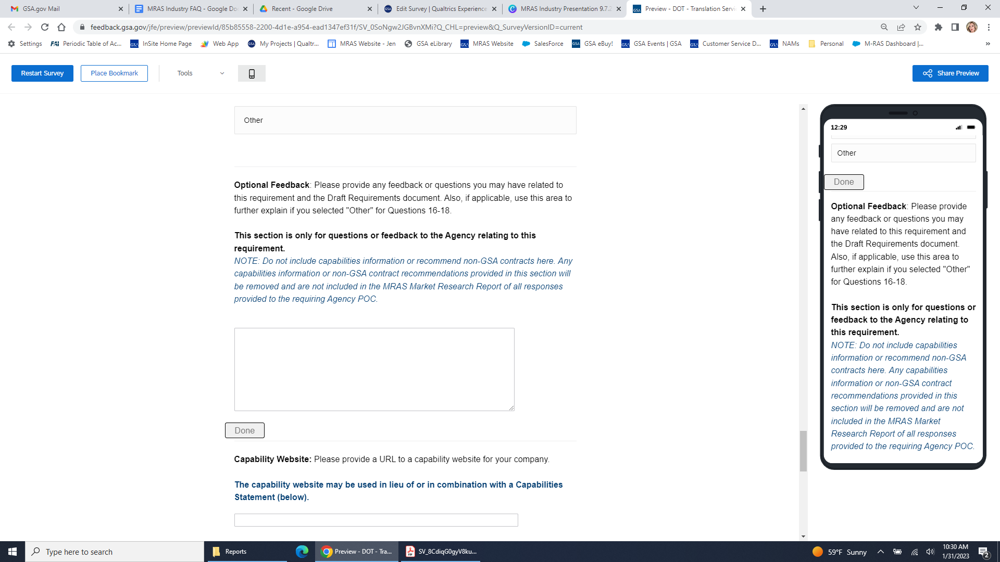 GSA.gov Mail
MRAS Industry FAQ - Google Do
Recent - Google Drive
Edit Survey | Qualtrics Experience
MRAS Industry Presentation 9.7.2
Preview - DOT - Translation Servi
feedback.gsa.gov/jfe/preview/previewId/85b85558-2200-4d1e-a954-ead1347ef31f/SV_0SoNgw2JGBvnXMi?Q_CHL=preview&Q_SurveyVersionID=current
Settings
FAI Periodic Table of Ac...
GSA InSite Home Page
Web App
My Projects | Qualtr...
MRAS Website - Jen
GSA eLibrary
GSA MRAS Website
SalesForce
GSA GSA eBuy!
GSA GSA Events | GSA
GSA Customer Service D...
GSA NAMs
Personal
M-RAS Dashboard |...
»
Restart Survey
Place Bookmark
Tools
Share Preview
Other
Optional Feedback: Please provide any feedback or questions you may have related to
this requirement and the Draft Requirements document. Also, if applicable, use this area to
further explain if you selected "Other" for Questions 16-18.
This section is only for questions or feedback to the Agency relating to this
requirement.
NOTE: Do not include capabilities information or recommend non-GSA contracts here. Any
capabilities information or non-GSA contract recommendations provided in this section will
be removed and are not included in the MRAS Market Research Report of all responses
provided to the requiring Agency POC.
Done
Capability Website: Please provide a URL to a capability website for your company.
The capability website may be used in lieu of or in combination with a Capabilities
Statement (below).
12:29
Other
Done
Optional Feedback: Please provide
any feedback or questions you may
have related to this requirement and
the Draft Requirements document.
Also, if applicable, use this area to
further explain if you selected "Other"
for Questions 16-18.
This section is only for questions or
feedback to the Agency relating to
this requirement.
NOTE: Do not include capabilities
information or recommend non-GSA
contracts here. Any capabilities
information or non-GSA contract
recommendations provided in this
section will be removed and are not
included in the MRAS Market
Research Report of all responses
provided to the requiring Agency POC.
Type here to search
Reports
Preview - DOT - Tra...
SV_8CdiqG0gyV8ku...
59°F Sunny
10:30 AM
1/31/2023
2